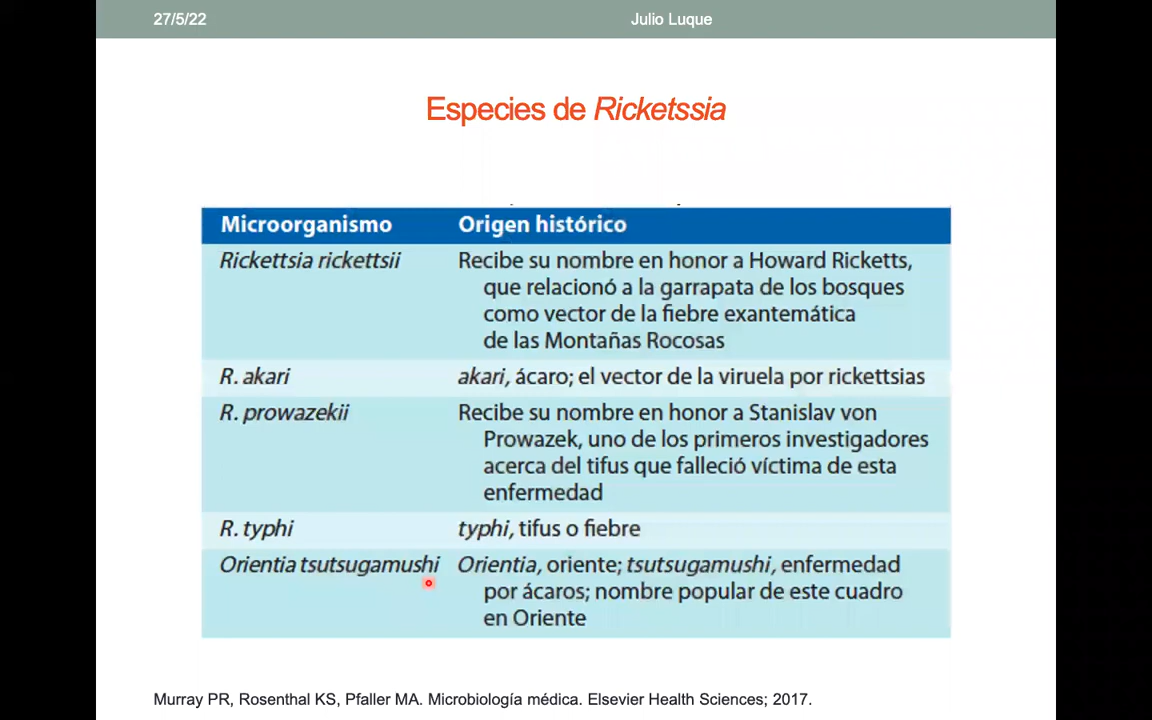 27/5/22 Julio Luque
Especies de Ricketssia
Microorganismo Origen histórico
Rickettsia rickettsii Recibe su nombre en honor a Howard Ricketts,
que relacionó a la garrapata de los bosques
como vector de la fiebre exantemática
de las Montañas Rocosas
R. akari akari, ácaro; el vector de la viruela por rickettsias
R. prowazekii Recibe su nombre en honor a Stanislav von
Prowazek, uno de los primeros investigadores
acerca del tifus que falleció víctima de esta
enfermedad
R. typhi typhi, tifus o fiebre
Orientia tsutsugamushi Orientia, oriente; tsutsugamushi, enfermedad
por ácaros; nombre popular de este cuadro
en Oriente
Murray PR, Rosenthal KS, Pfaller MA. Microbiología médica. Elsevier Health Sciences; 2017.